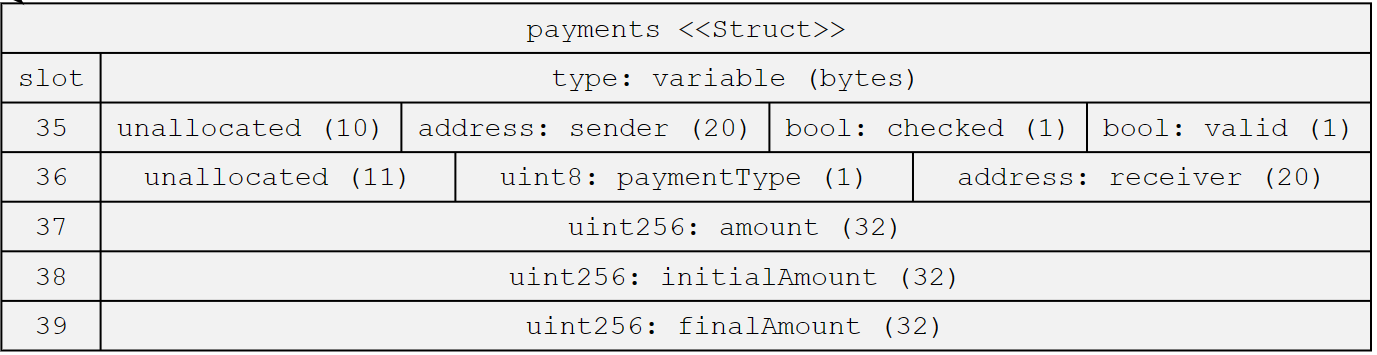 payments <<Struct>>
slot type: variable (bytes)
35 unallocated (10) address: sender (20) bool: checked (1) bool: valid (1)
36 unallocated (11) uint8: paymentType (1) address: receiver (20)
37 uint256: amount (32)
38 uint256: initialAmount (32)
39 uint256: finalAmount (32)